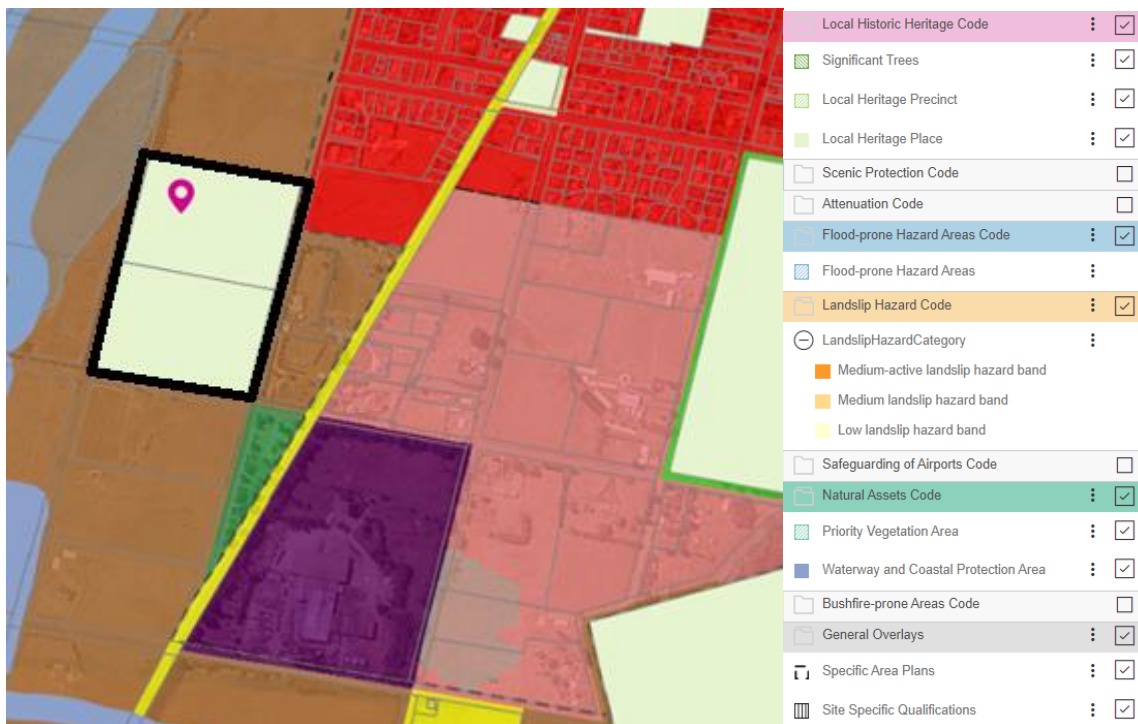 Local Historic Heritage Code
Significant Trees
Local Heritage Precinct
Local Heritage Place
Scenic Protection Code
Attenuation Code
Flood-prone Hazard Areas Code
Flood-prone Hazard Areas
Landslip Hazard Code
LandslipHazardCategory
Medium-active landslip hazard band
Medium landslip hazard band
Low landslip hazard band
Safeguarding of Airports Code
Natural Assets Code
Priority Vegetation Area
Waterway and Coastal Protection Area
Bushfire-prone Areas Code
General Overlays
Specific Area Plans
Site Specific Qualifications